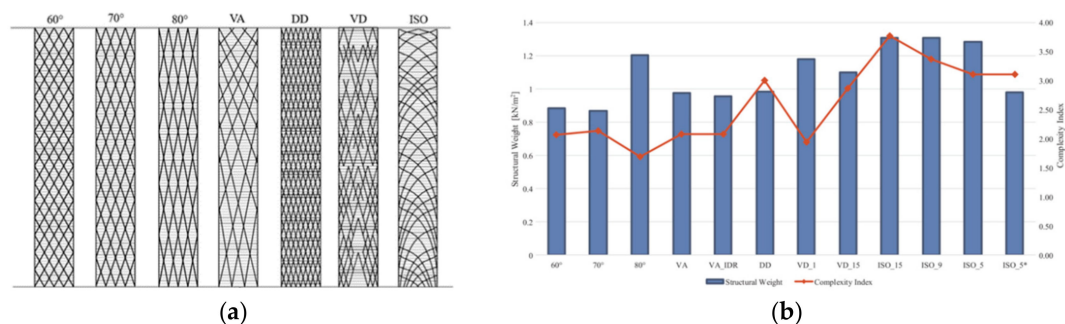 60° 70° 80° VA DD VD ISO
(a)
1.4
1.2
1
0.8
0.6
0.4
0.2
0
Structural Weight [kN/m²]
4.00
3.50
3.00
2.50
2.00
1.50
1.00
0.50
0.00
Complexity Index
60° 70° 80° VA VA_IDR DD VD_1 VD_15 ISO_15 ISO_9 ISO_5 ISO_5*
Structural Weight Complexity Index
(b)